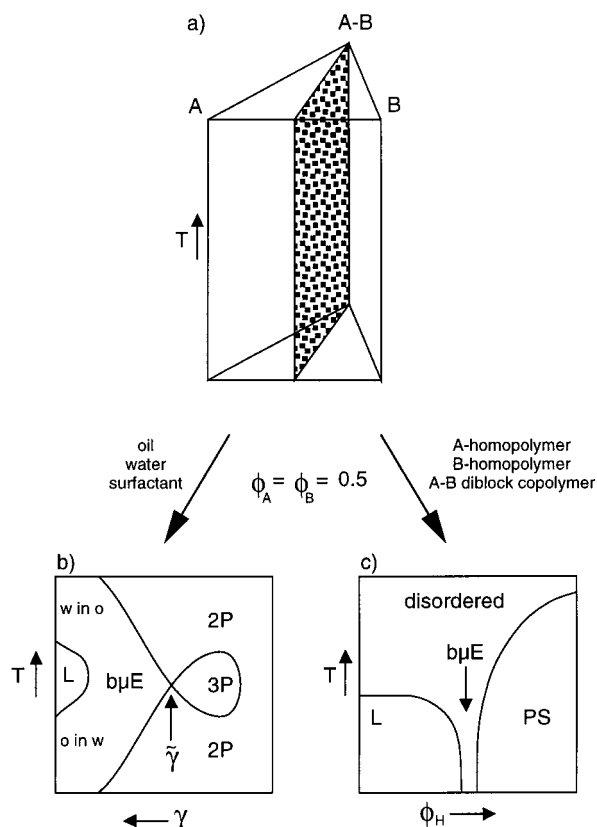 a)
A-B
A
B
T
oil
water
surfactant
ϕA = ϕB = 0.5
A-homopolymer
B-homopolymer
A-B diblock copolymer
b)
w in o
2P
T
L
bμE
3P
o in w
γ̃
2P
γ
c)
disordered
bμE
T
L
PS
ϕH